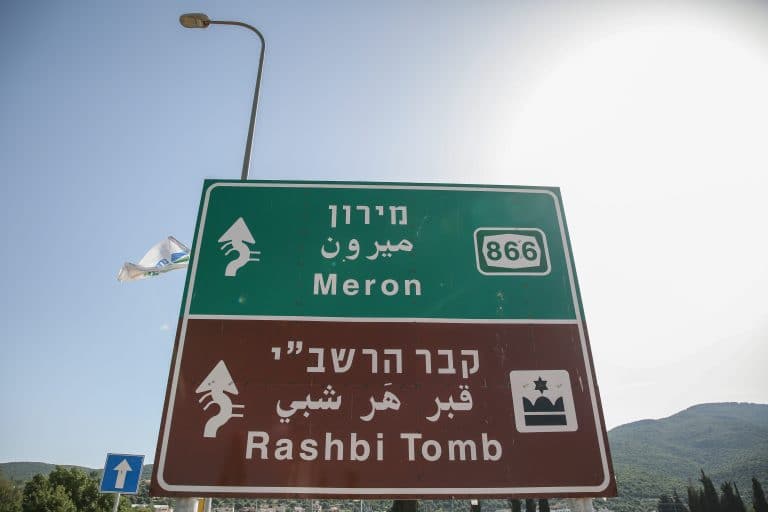 מירון
ميرون
Meron
866
קבר הרשב"י
قبر هَر شبي
Rashbi Tomb